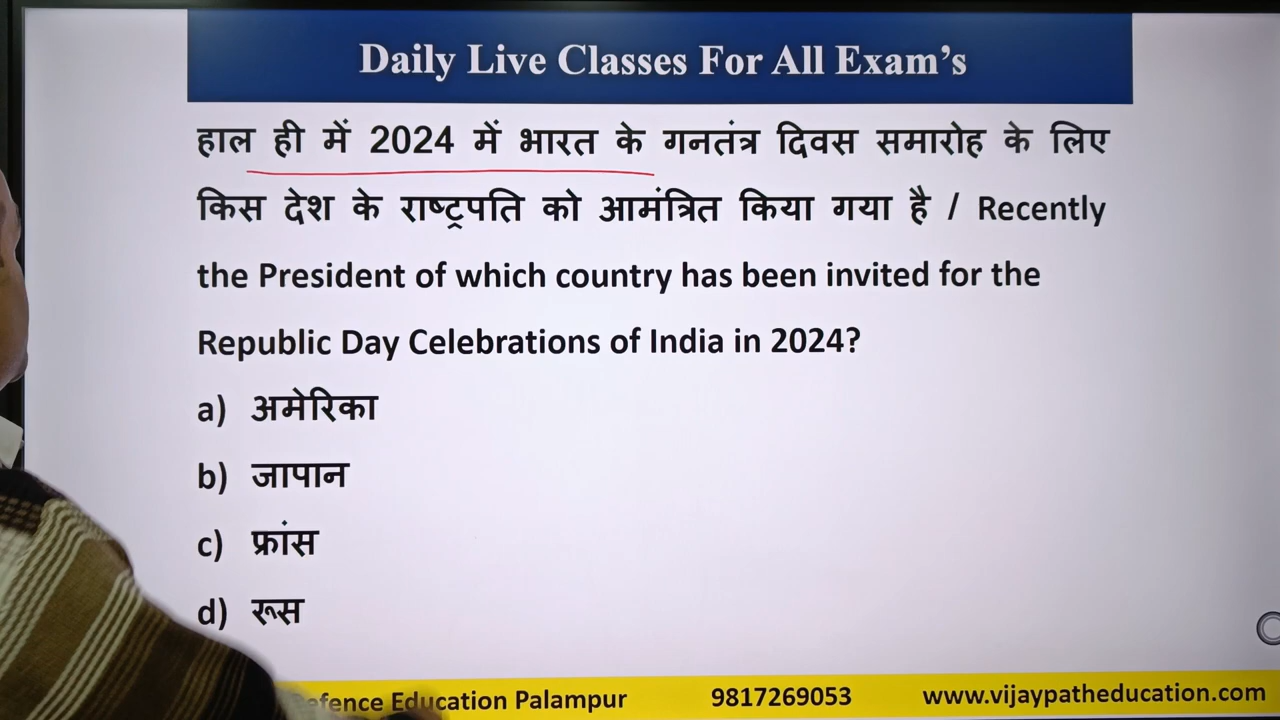 Daily Live Classes For All Exam’s
हाल ही में 2024 में भारत के गनतंत्र दिवस समारोह के लिए
किस देश के राष्ट्रपति को आमंत्रित किया गया है / Recently
the President of which country has been invited for the
Republic Day Celebrations of India in 2024?
a) अमेरिका
b) जापान
c) फ्रांस
d) रूस
efence Education Palampur 9817269053 www.vijaypatheducation.com